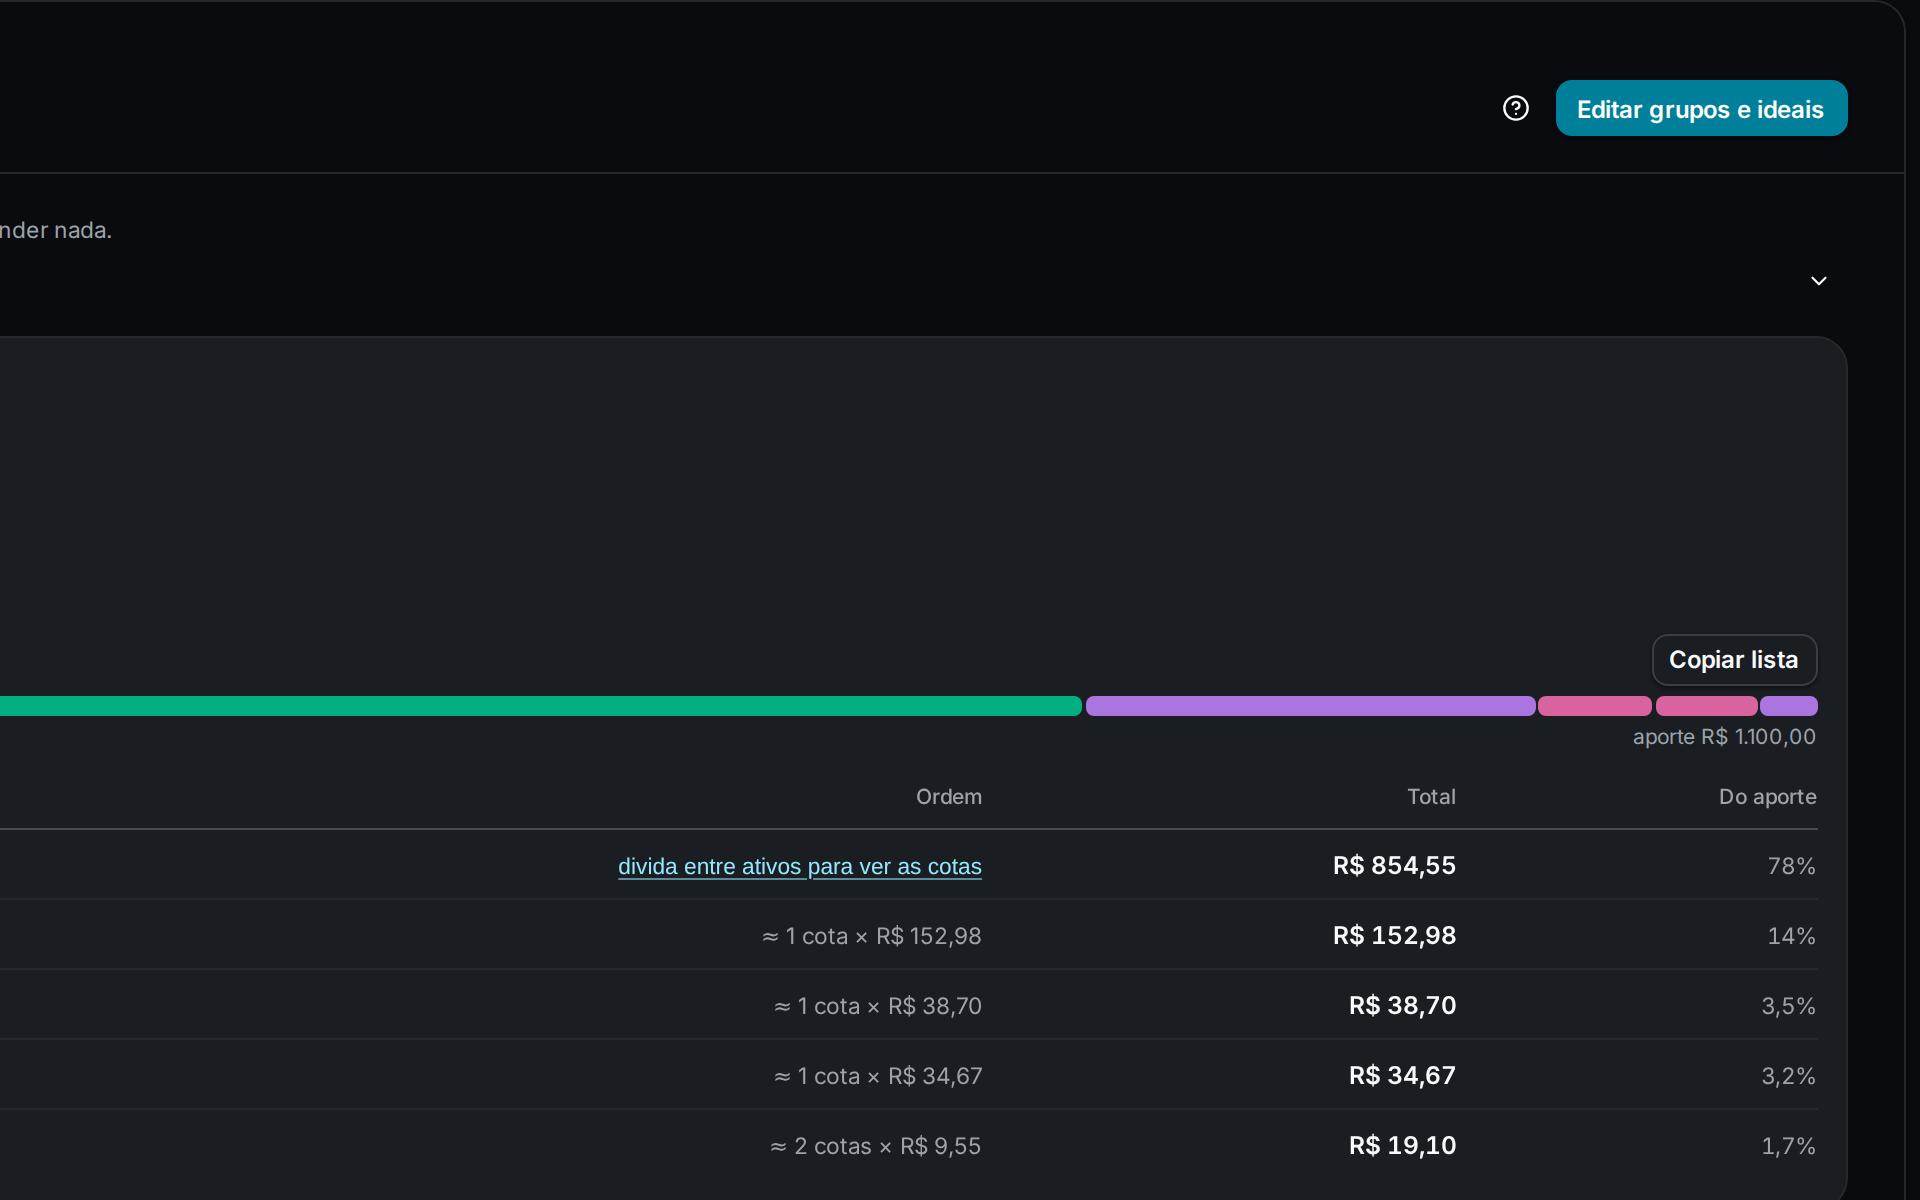 Editar grupos e ideais
nder nada.
Copiar lista
aporte R$ 1.100,00
Ordem Total Do aporte
divida entre ativos para ver as cotas R$ 854,55 78%
≈ 1 cota × R$ 152,98 R$ 152,98 14%
≈ 1 cota × R$ 38,70 R$ 38,70 3,5%
≈ 1 cota × R$ 34,67 R$ 34,67 3,2%
≈ 2 cotas × R$ 9,55 R$ 19,10 1,7%